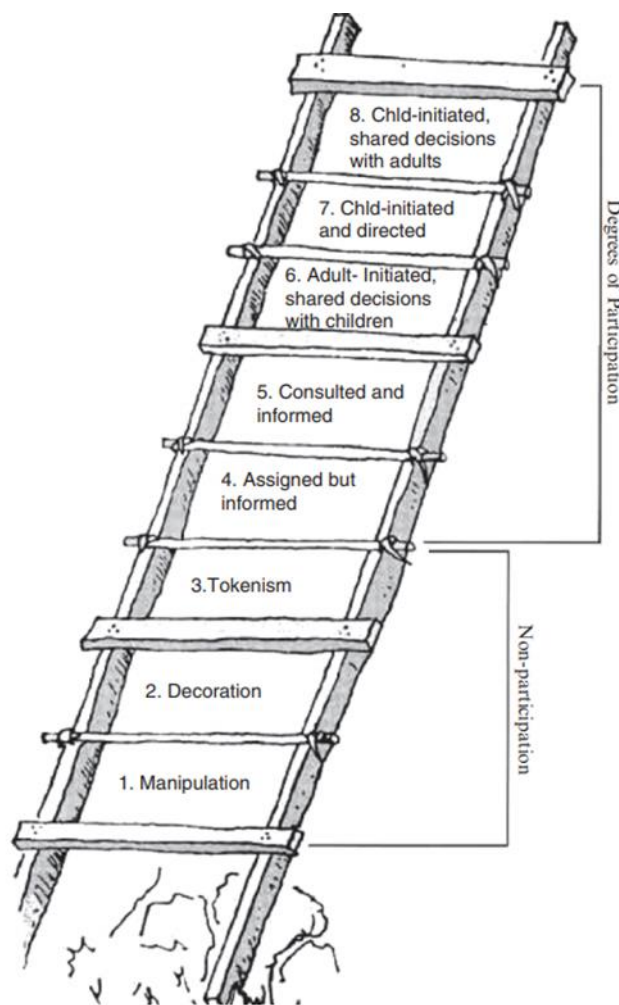 8. Chld-initiated,
shared decisions
with adults
7. Chld-initiated
and directed
6. Adult- Initiated,
shared decisions
with children
5. Consulted and
informed
4. Assigned but
informed
3.Tokenism
2. Decoration
1. Manipulation
Degrees of Participation
Non-participation